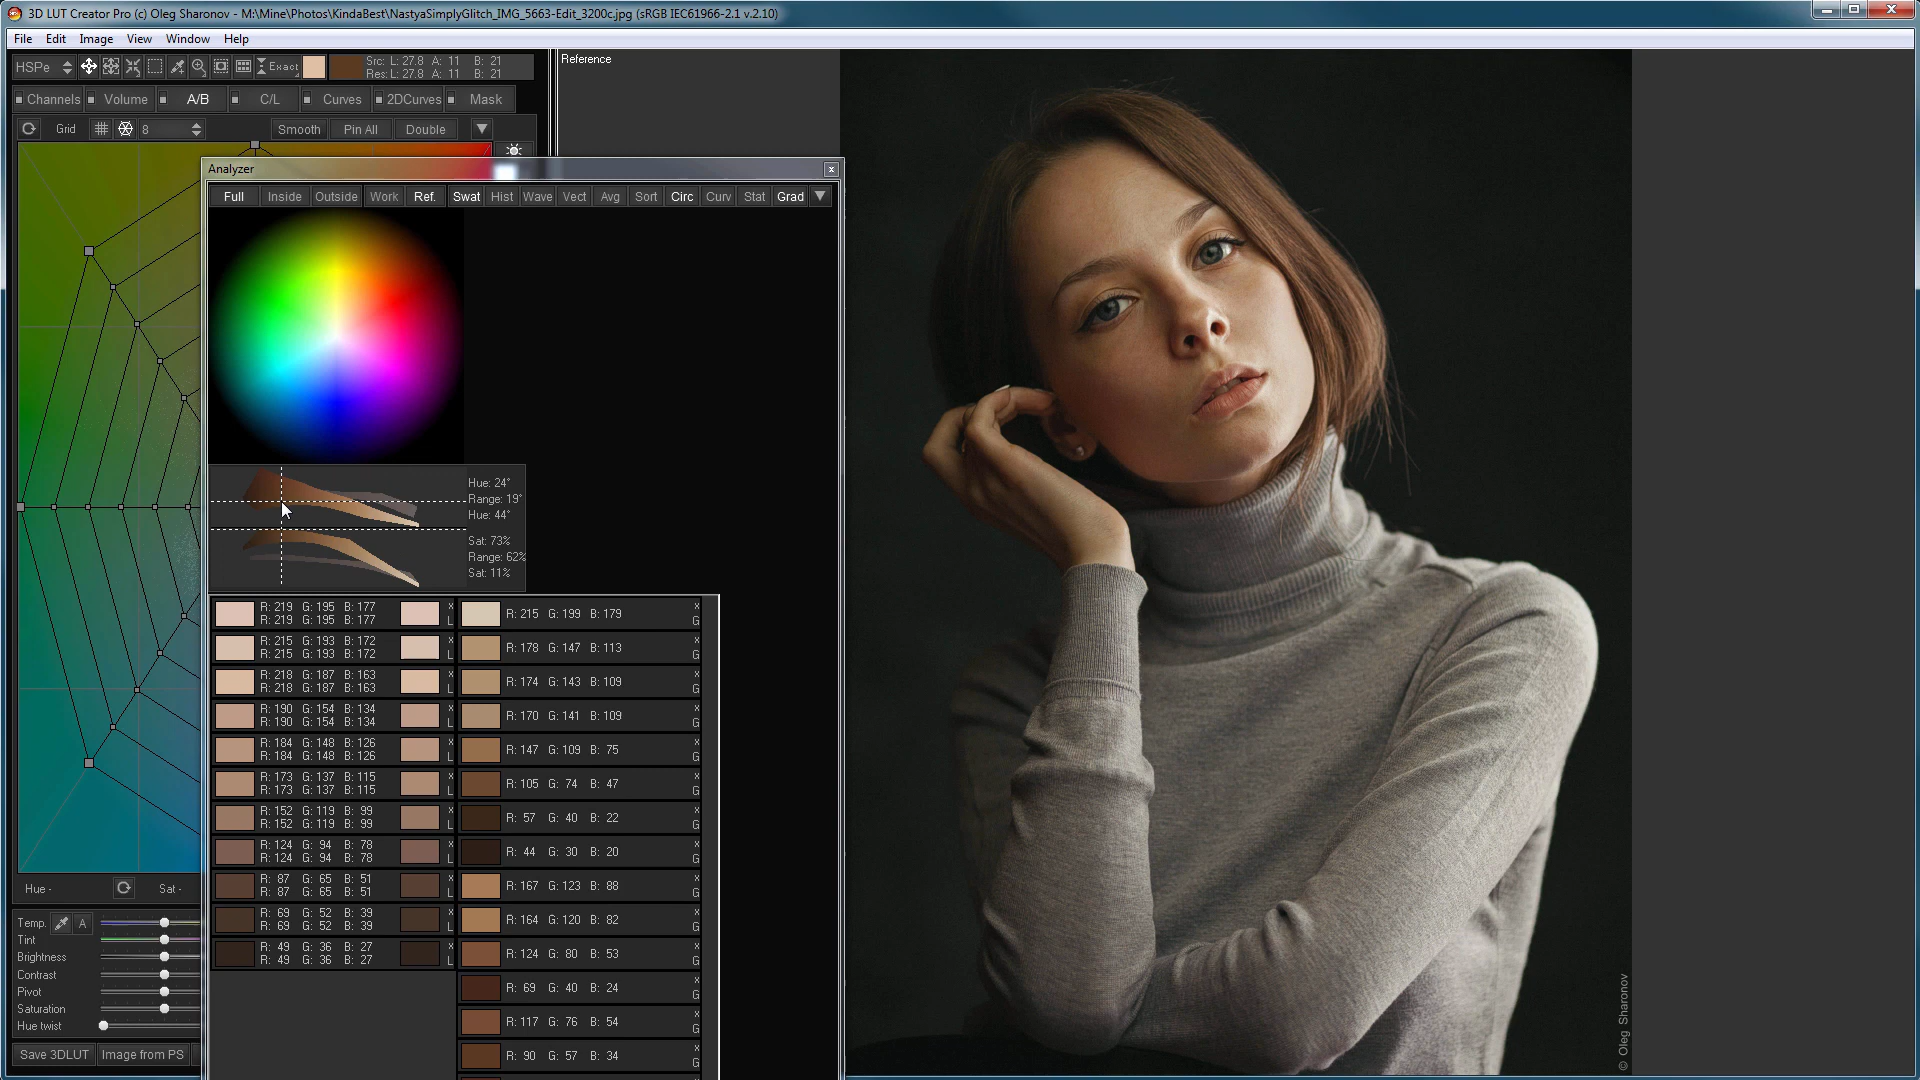 3D LUT Creator Pro (c) Oleg Sharonov - M:\Mine\Photos\KindaBest\NastyaSimplyGlitch_IMG_5663-Edit_3200c.jpg (sRGB IEC61966-2.1 v.2.10)
File Edit Image View Window Help
HSPe Exact Src: L: 27.8 A: 11 B: 21
Res: L: 27.8 A: 11 B: 21
Reference
Channels Volume A/B C/L Curves 2DCurves Mask
Grid 8 Smooth Pin All Double
Analyzer x
Full Inside Outside Work Ref. Swat Hist Wave Vect Avg Sort Circ Curv Stat Grad
Hue: 24°
Range: 19°
Hue: 44°
Sat: 73%
Range: 62%
Sat: 11%
R: 219 G: 195 B: 177 x
R: 219 G: 195 B: 177 L
R: 215 G: 193 B: 172 x
R: 215 G: 193 B: 172 L
R: 218 G: 187 B: 163 x
R: 218 G: 187 B: 163 L
R: 190 G: 154 B: 134 x
R: 190 G: 154 B: 134 L
R: 184 G: 148 B: 126 x
R: 184 G: 148 B: 126 L
R: 173 G: 137 B: 115 x
R: 173 G: 137 B: 115 L
R: 152 G: 119 B: 99 x
R: 152 G: 119 B: 99 L
R: 124 G: 94 B: 78 x
R: 124 G: 94 B: 78 L
R: 87 G: 65 B: 51 x
R: 87 G: 65 B: 51 L
R: 69 G: 52 B: 39 x
R: 69 G: 52 B: 39 L
R: 49 G: 36 B: 27 x
R: 49 G: 36 B: 27 L
R: 215 G: 199 B: 179 x G
R: 178 G: 147 B: 113 x G
R: 174 G: 143 B: 109 x G
R: 170 G: 141 B: 109 x G
R: 147 G: 109 B: 75 x G
R: 105 G: 74 B: 47 x G
R: 57 G: 40 B: 22 x G
R: 44 G: 30 B: 20 x G
R: 167 G: 123 B: 88 x G
R: 164 G: 120 B: 82 x G
R: 124 G: 80 B: 53 x G
R: 69 G: 40 B: 24 x G
R: 117 G: 76 B: 54 x G
R: 90 G: 57 B: 34 x G
Hue - Sat -
Temp. A
Tint
Brightness
Contrast
Pivot
Saturation
Hue twist
Save 3DLUT Image from PS
© Oleg Sharonov